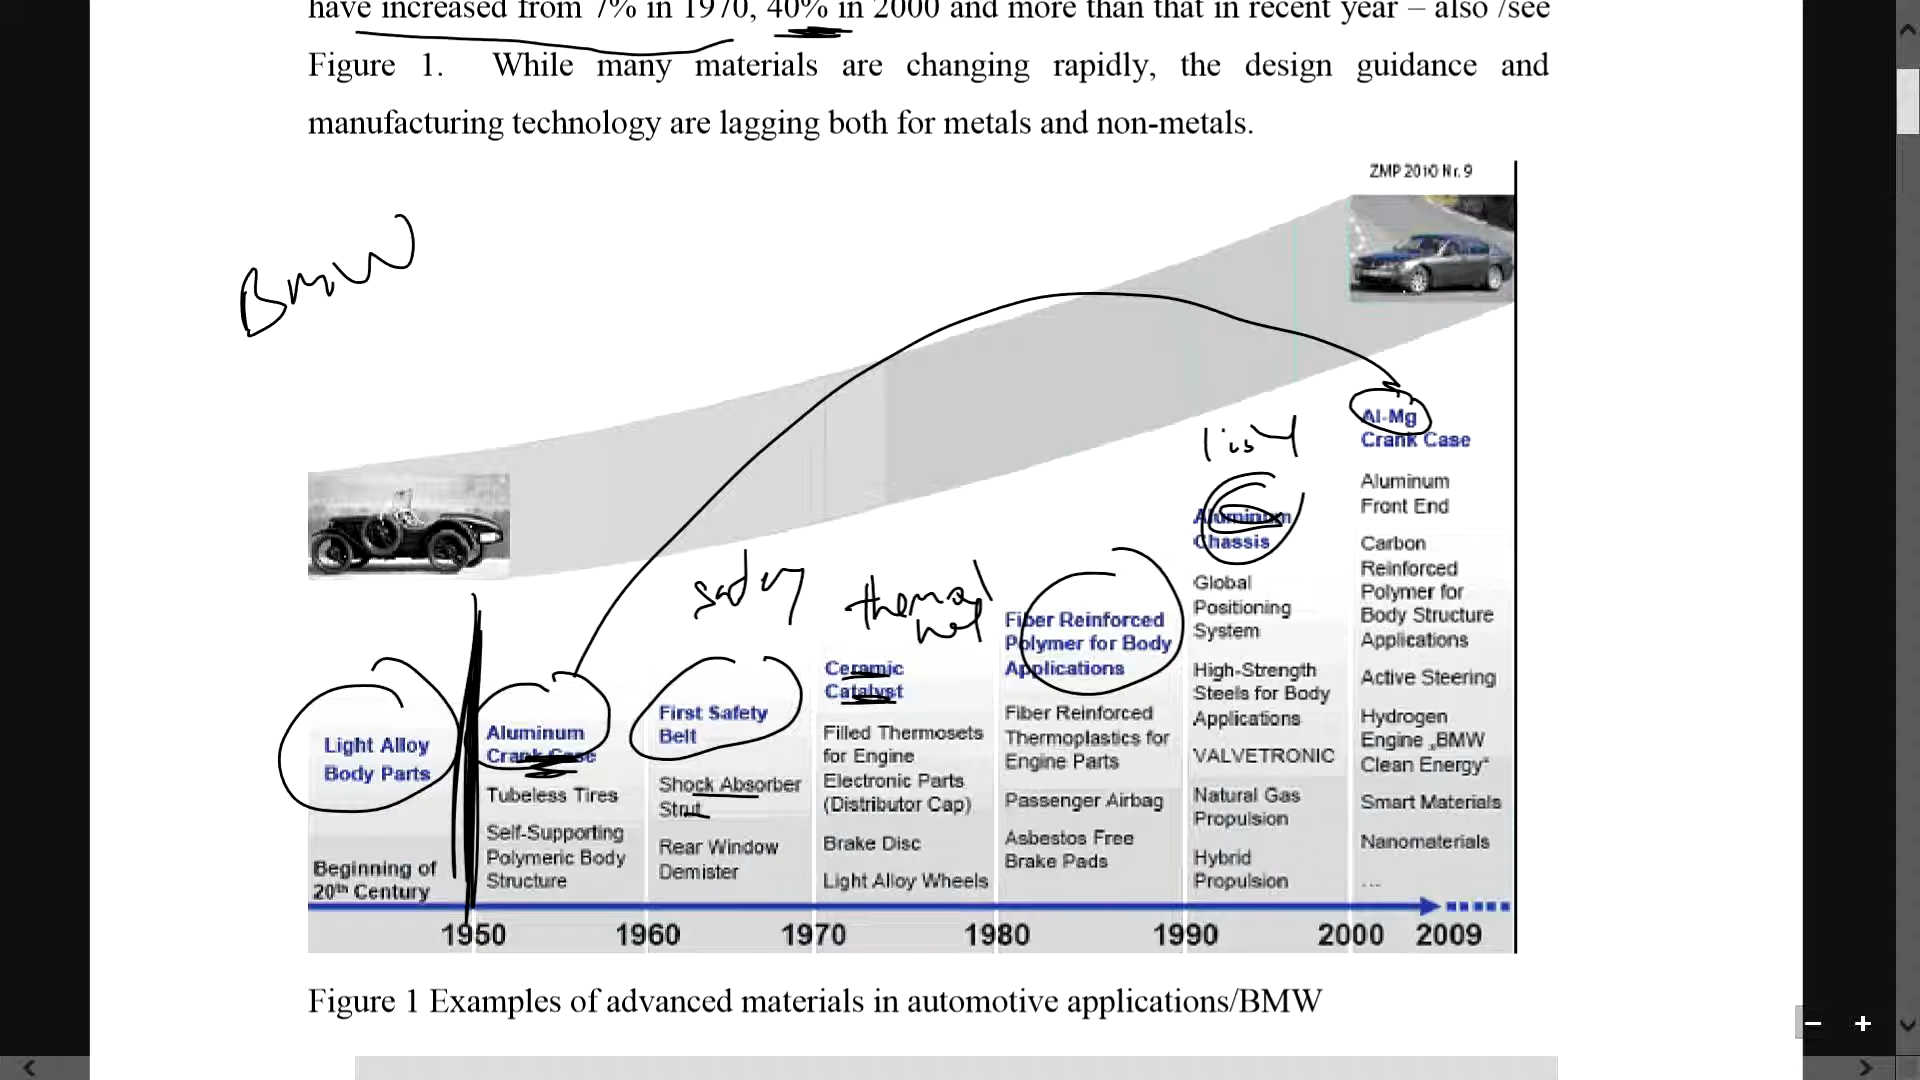 have increased from 7% in 1970, 40% in 2000 and more than that in recent year – also /see
Figure 1. While many materials are changing rapidly, the design guidance and
manufacturing technology are lagging both for metals and non-metals.
ZMP 2010 Nr. 9
BMW
Light Alloy
Body Parts
Beginning of
20th Century
Aluminum
Crank Case
Tubeless Tires
Self-Supporting
Polymeric Body
Structure
First Safety
Belt
Shock Absorber
Strut
Rear Window
Demister
thermal
Ceramic
Catalyst
Filled Thermosets
for Engine
Electronic Parts
(Distributor Cap)
Brake Disc
Light Alloy Wheels
Fiber Reinforced
Polymer for Body
Applications
Fiber Reinforced
Thermoplastics for
Engine Parts
Passenger Airbag
Asbestos Free
Brake Pads
Aluminum
Chassis
Global
Positioning
System
High-Strength
Steels for Body
Applications
VALVETRONIC
Natural Gas
Propulsion
Hybrid
Propulsion
Al-Mg
Crank Case
Aluminum
Front End
Carbon
Reinforced
Polymer for
Body Structure
Applications
Active Steering
Hydrogen
Engine „BMW
Clean Energy“
Smart Materials
Nanomaterials
...
1950 1960 1970 1980 1990 2000 2009
Figure 1 Examples of advanced materials in automotive applications/BMW